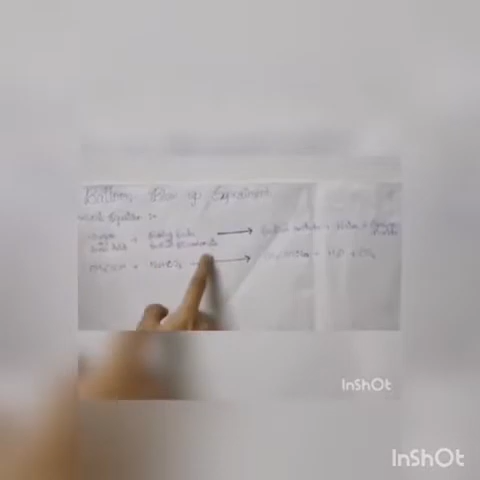 Balloon Blow up Experiment
Word Equation :-
Vinegar + Baking Soda ⟶ Sodium acetate + Water + Carbon
CH₃COOH + NaHCO₃ ⟶ CH₃COONa + H₂O + CO₂
InShOt
InShOt